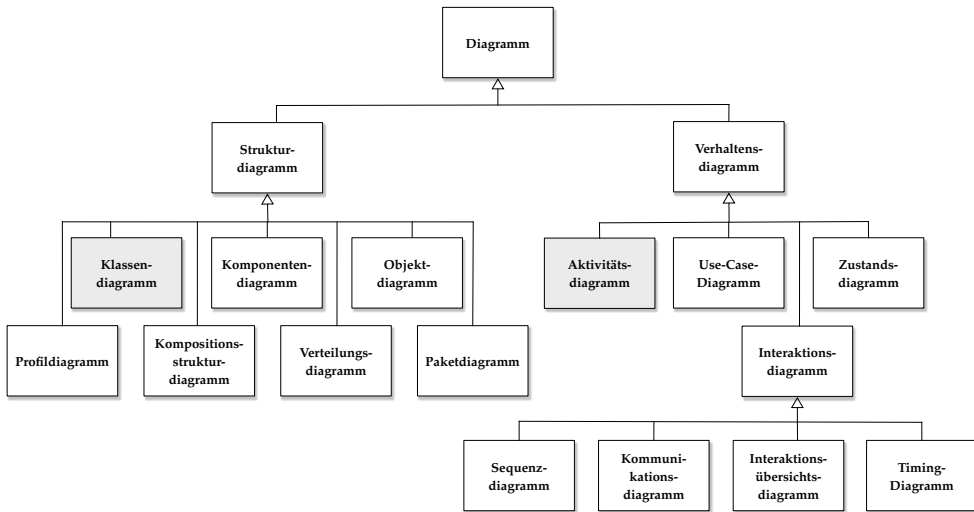 Diagramm
Struktur-
diagramm
Verhaltens-
diagramm
Klassen-
diagramm
Komponenten-
diagramm
Objekt-
diagramm
Aktivitäts-
diagramm
Use-Case-
Diagramm
Zustands-
diagramm
Profildiagramm
Kompositions-
struktur-
diagramm
Verteilungs-
diagramm
Paketdiagramm
Interaktions-
diagramm
Sequenz-
diagramm
Kommuni-
kations-
diagramm
Interaktions-
übersichts-
diagramm
Timing-
Diagramm